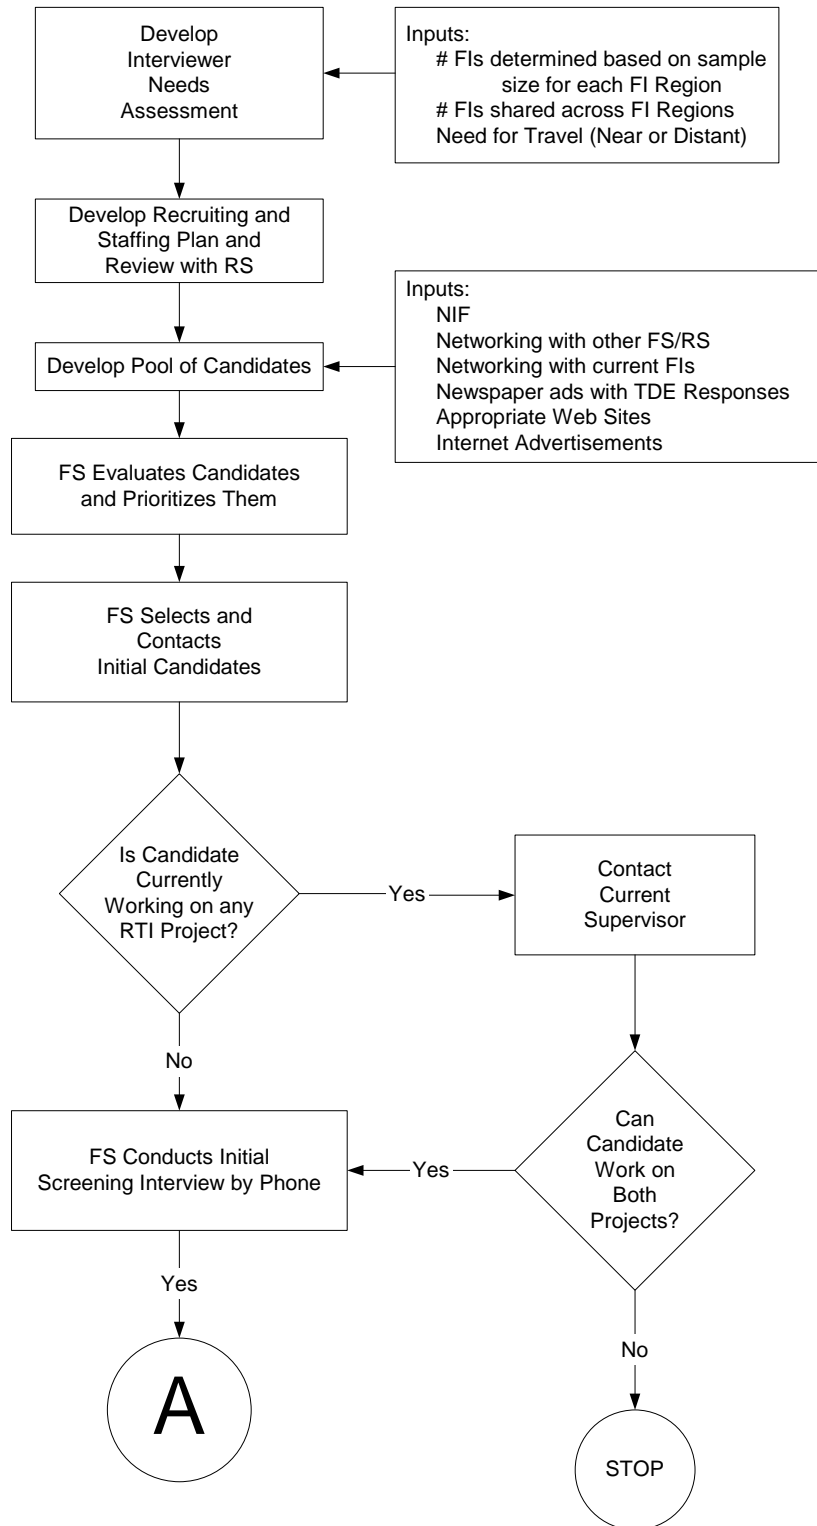 Develop
Interviewer
Needs
Assessment
Inputs:
# FIs determined based on sample
size for each FI Region
# FIs shared across FI Regions
Need for Travel (Near or Distant)
Develop Recruiting and
Staffing Plan and
Review with RS
Inputs:
NIF
Networking with other FS/RS
Networking with current FIs
Newspaper ads with TDE Responses
Appropriate Web Sites
Internet Advertisements
Develop Pool of Candidates
FS Evaluates Candidates
and Prioritizes Them
FS Selects and
Contacts
Initial Candidates
Is Candidate
Currently
Working on any
RTI Project?
Yes
Contact
Current
Supervisor
No
Can
Candidate
Work on
Both
Projects?
Yes
FS Conducts Initial
Screening Interview by Phone
Yes
A
No
STOP